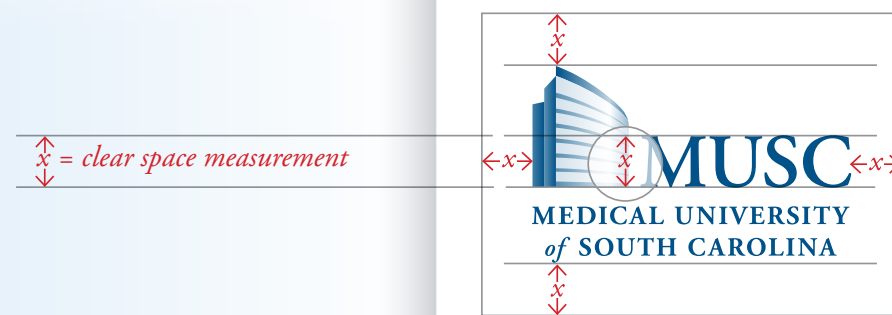 x
x = clear space measurement
x
x
MUSC
x
MEDICAL UNIVERSITY
of SOUTH CAROLINA
x